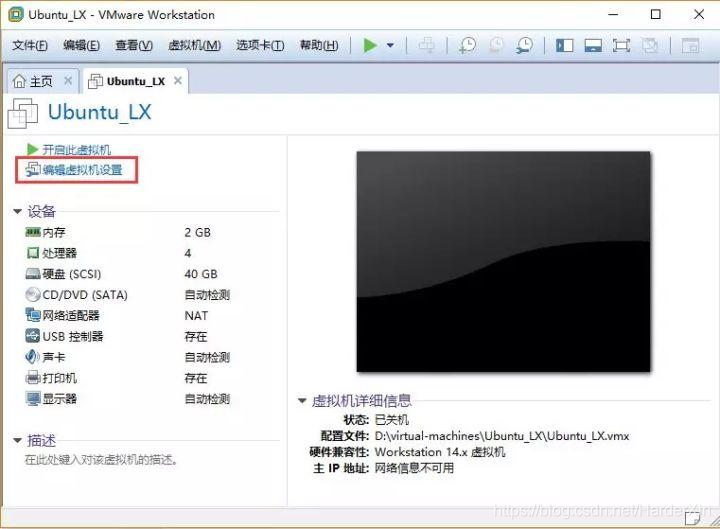 Ubuntu_LX - VMware Workstation
文件(F) 编辑(E) 查看(V) 虚拟机(M) 选项卡(T) 帮助(H)
主页 Ubuntu_LX
Ubuntu_LX
开启此虚拟机
编辑虚拟机设置
设备
内存 2 GB
处理器 4
硬盘 (SCSI) 40 GB
CD/DVD (SATA) 自动检测
网络适配器 NAT
USB 控制器 存在
声卡 自动检测
打印机 存在
显示器 自动检测
描述
在此处键入对该虚拟机的描述。
虚拟机详细信息
状态: 已关机
配置文件: D:\virtual-machines\Ubuntu_LX\Ubuntu_LX.vmx
硬件兼容性: Workstation 14.x 虚拟机
主 IP 地址: 网络信息不可用